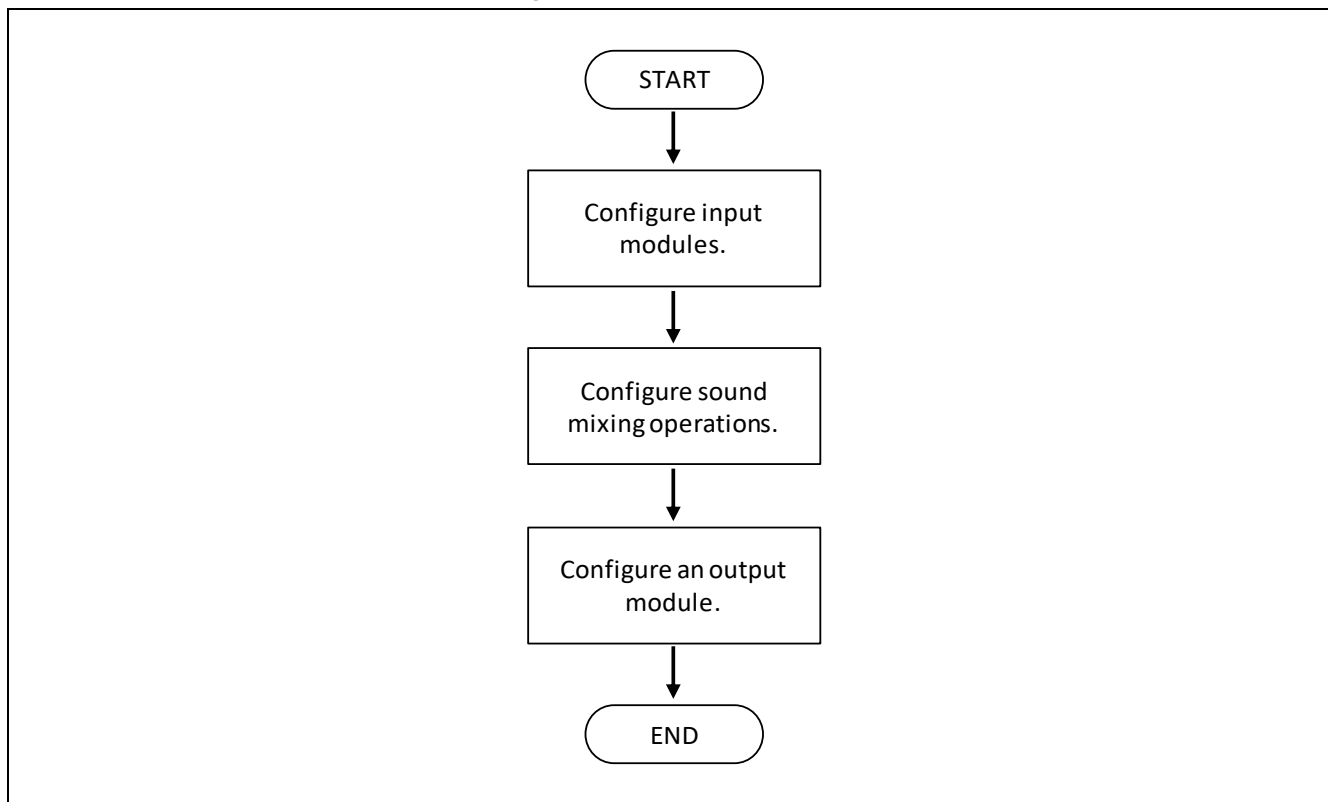 START
Configure input
modules.
Configure sound
mixing operations.
Configure an output
module.
END